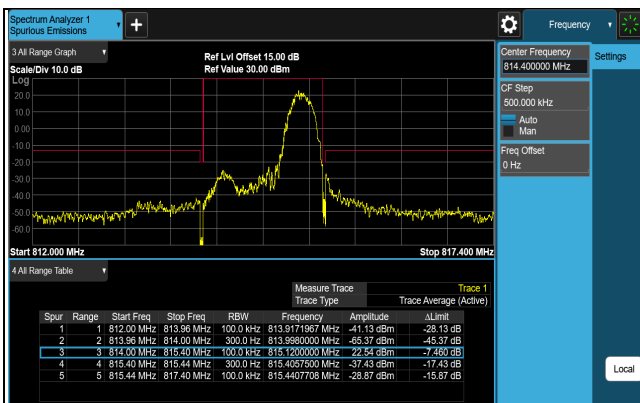 Spectrum Analyzer 1
Spurious Emissions
+
Frequency
3 All Range Graph
Ref Lvl Offset 15.00 dB
Scale/Div 10.0 dB
Ref Value 30.00 dBm
Log
20.0
10.0
0.00
-10.0
-20.0
-30.0
-40.0
-50.0
-60.0
Start 812.000 MHz
Stop 817.400 MHz
4 All Range Table
Measure Trace Trace 1
Trace Type Trace Average (Active)
Spur Range Start Freq Stop Freq RBW Frequency Amplitude ΔLimit
1 1 812.00 MHz 813.96 MHz 100.0 kHz 813.9171967 MHz -41.13 dBm -28.13 dB
2 2 813.96 MHz 814.00 MHz 300.0 Hz 813.9980000 MHz -65.37 dBm -45.37 dB
3 3 814.00 MHz 815.40 MHz 100.0 kHz 815.1200000 MHz 22.54 dBm -7.460 dB
4 4 815.40 MHz 815.44 MHz 300.0 Hz 815.4057500 MHz -37.43 dBm -17.43 dB
5 5 815.44 MHz 817.40 MHz 100.0 kHz 815.4407708 MHz -28.87 dBm -15.87 dB
Center Frequency
814.400000 MHz
Settings
CF Step
500.000 kHz
Auto
Man
Freq Offset
0 Hz
Local